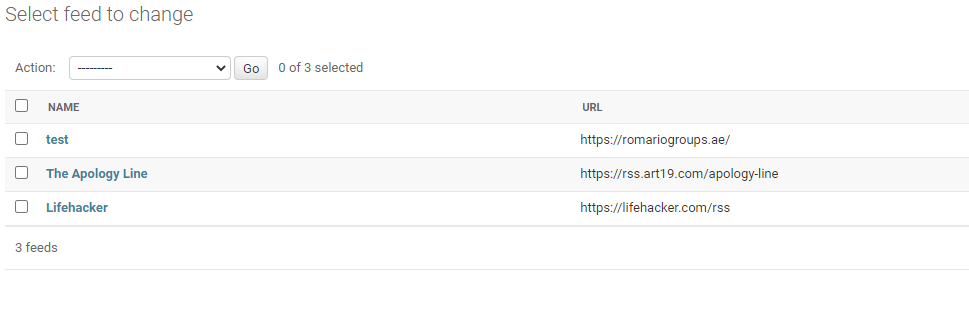 Select feed to change
Action: --------- Go 0 of 3 selected
NAME URL
test https://romariogroups.ae/
The Apology Line https://rss.art19.com/apology-line
Lifehacker https://lifehacker.com/rss
3 feeds